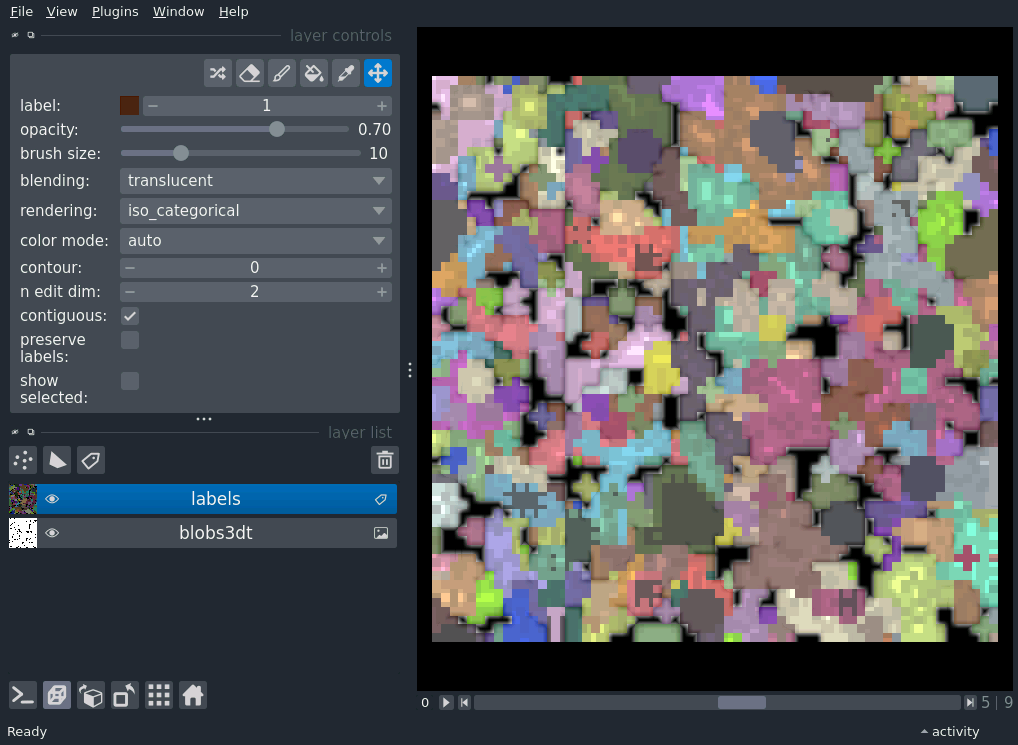 File View Plugins Window Help
layer controls
label: 1
opacity: 0.70
brush size: 10
blending: translucent
rendering: iso_categorical
color mode: auto
contour: 0
n edit dim: 2
contiguous:
preserve
labels:
show
selected:
layer list
labels
blobs3dt
0 5 | 9
Ready activity